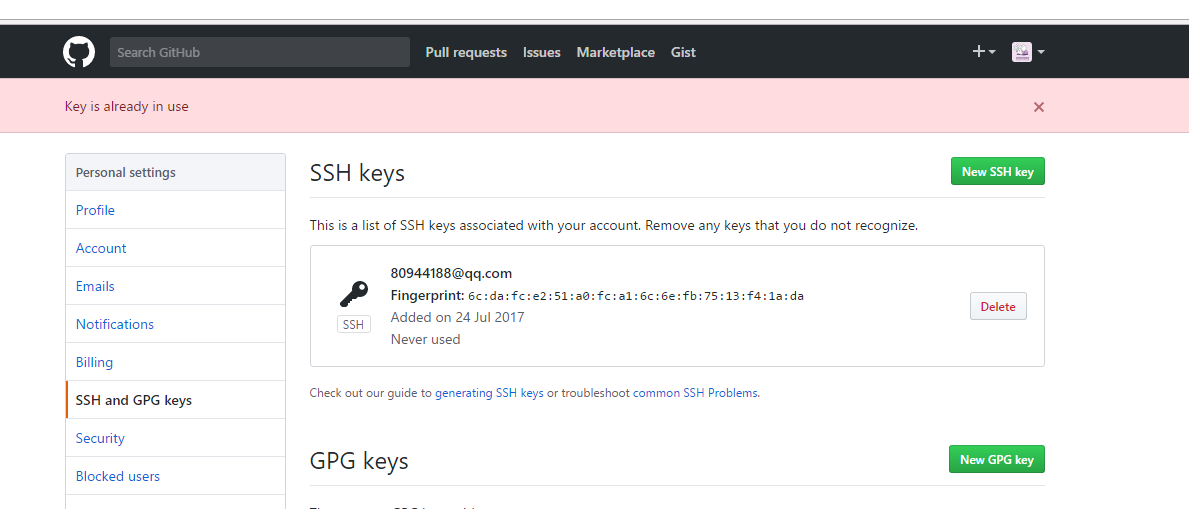 Search GitHub Pull requests Issues Marketplace Gist
Key is already in use
Personal settings
Profile
Account
Emails
Notifications
Billing
SSH and GPG keys
Security
Blocked users
SSH keys
New SSH key
This is a list of SSH keys associated with your account. Remove any keys that you do not recognize.
SSH
80944188@qq.com
Fingerprint: 6c:da:fc:e2:51:a0:fc:a1:6c:6e:fb:75:13:f4:1a:da
Added on 24 Jul 2017
Never used
Delete
Check out our guide to generating SSH keys or troubleshoot common SSH Problems.
GPG keys
New GPG key